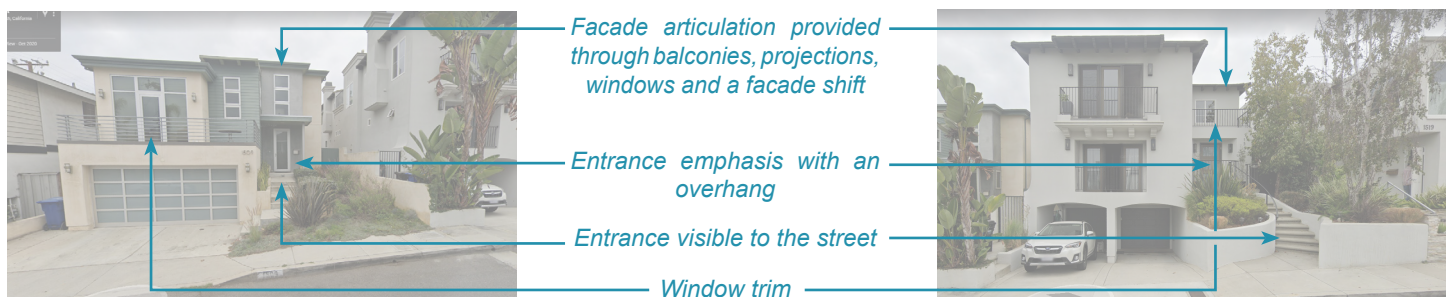 Facade articulation provided
through balconies, projections,
windows and a facade shift
Entrance emphasis with an
overhang
Entrance visible to the street
Window trim